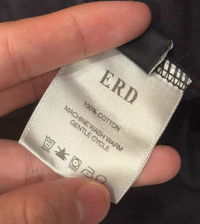 ERD
100% COTTON
MACHINE WASH WARM
GENTLE CYCLE